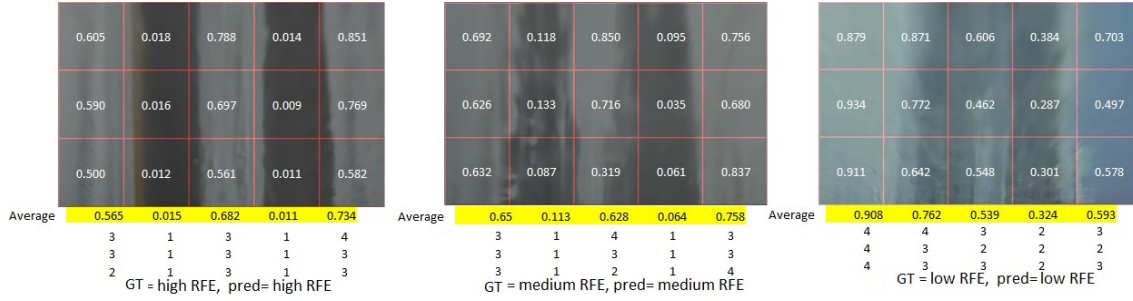 0.605 0.018 0.788 0.014 0.851
0.590 0.016 0.697 0.009 0.769
0.500 0.012 0.561 0.011 0.582
Average 0.565 0.015 0.682 0.011 0.734
3 1 3 1 4
3 1 3 1 3
2 1 3 1 3
GT = high RFE, pred= high RFE
0.692 0.118 0.850 0.095 0.756
0.626 0.133 0.716 0.035 0.680
0.632 0.087 0.319 0.061 0.837
Average 0.65 0.113 0.628 0.064 0.758
3 1 4 1 3
3 1 3 1 3
3 1 2 1 4
GT = medium RFE, pred= medium RFE
0.879 0.871 0.606 0.384 0.703
0.934 0.772 0.462 0.287 0.497
0.911 0.642 0.548 0.301 0.578
Average 0.908 0.762 0.539 0.324 0.593
4 4 3 2 3
4 3 2 2 2
4 3 3 2 3
GT = low RFE, pred= low RFE